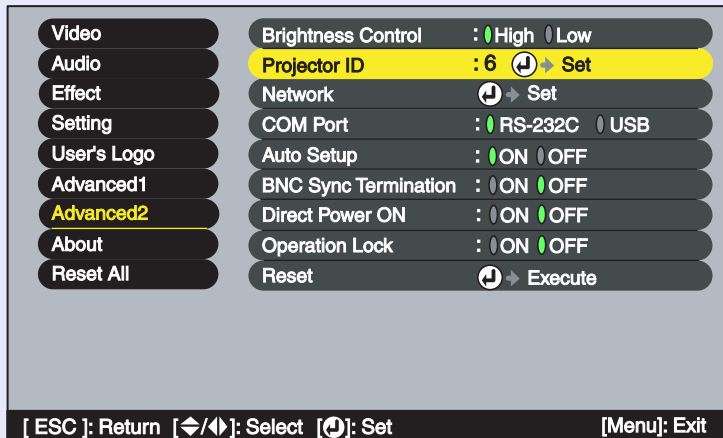 Video
Audio
Effect
Setting
User's Logo
Advanced1
Advanced2
About
Reset All
Brightness Control : High Low
Projector ID : 6 Set
Network Set
COM Port : RS-232C USB
Auto Setup : ON OFF
BNC Sync Termination : ON OFF
Direct Power ON : ON OFF
Operation Lock : ON OFF
Reset Execute
[ ESC ]: Return [/]: Select []: Set [Menu]: Exit